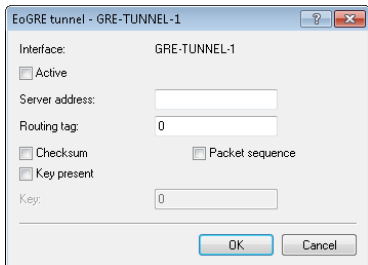 EoGRE tunnel - GRE-TUNNEL-1
Interface: GRE-TUNNEL-1
Active
Server address:
Routing tag: 0
Checksum Packet sequence
Key present
Key: 0
OK Cancel